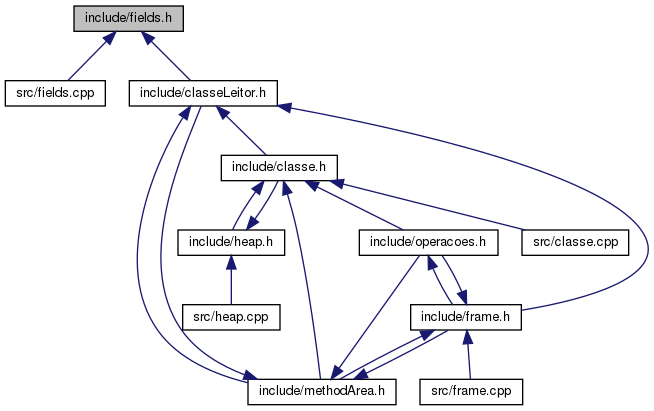 include/fields.h
src/fields.cpp
include/classeLeitor.h
include/classe.h
include/heap.h
include/operacoes.h
src/classe.cpp
src/heap.cpp
include/frame.h
include/methodArea.h
src/frame.cpp